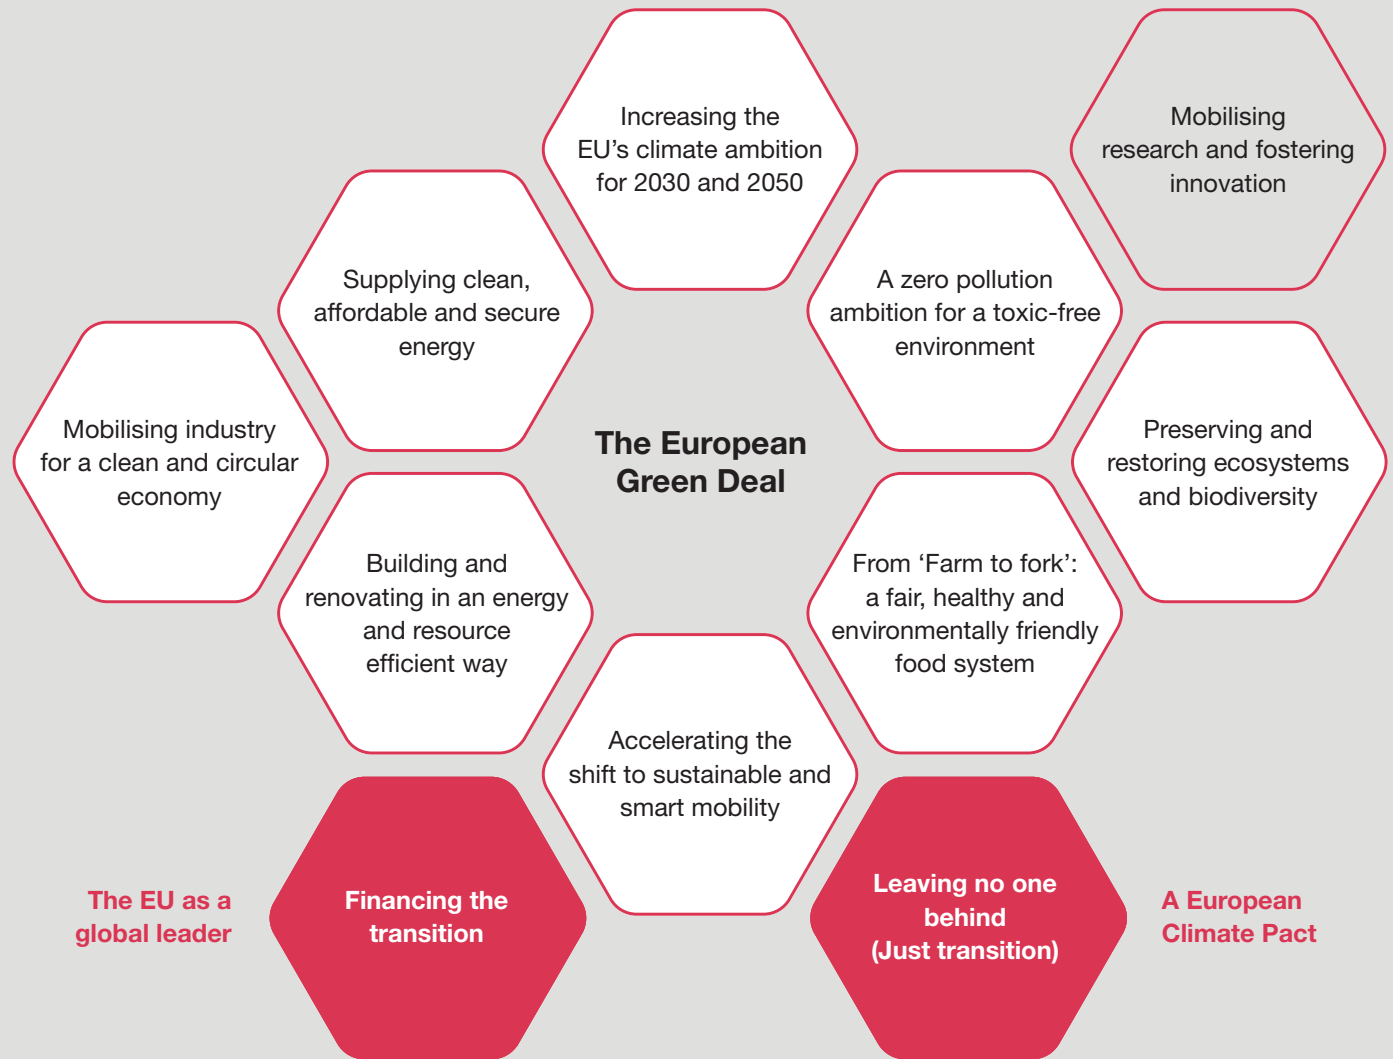 Increasing the
EU's climate ambition
for 2030 and 2050
Mobilising
research and fostering
innovation
Supplying clean,
affordable and secure
energy
A zero pollution
ambition for a toxic-free
environment
Mobilising industry
for a clean and circular
economy
The European
Green Deal
Preserving and
restoring ecosystems
and biodiversity
Building and
renovating in an energy
and resource
efficient way
From ‘Farm to fork’:
a fair, healthy and
environmentally friendly
food system
Accelerating the
shift to sustainable and
smart mobility
The EU as a
global leader
Financing the
transition
Leaving no one
behind
(Just transition)
A European
Climate Pact